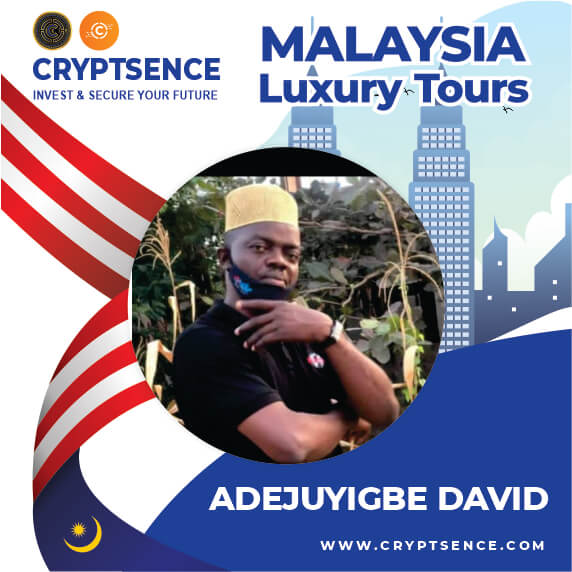 CRYPTSENCE
INVEST & SECURE YOUR FUTURE
MALAYSIA
Luxury Tours
ADEJUYIGBE DAVID
WWW.CRYPTSENCE.COM